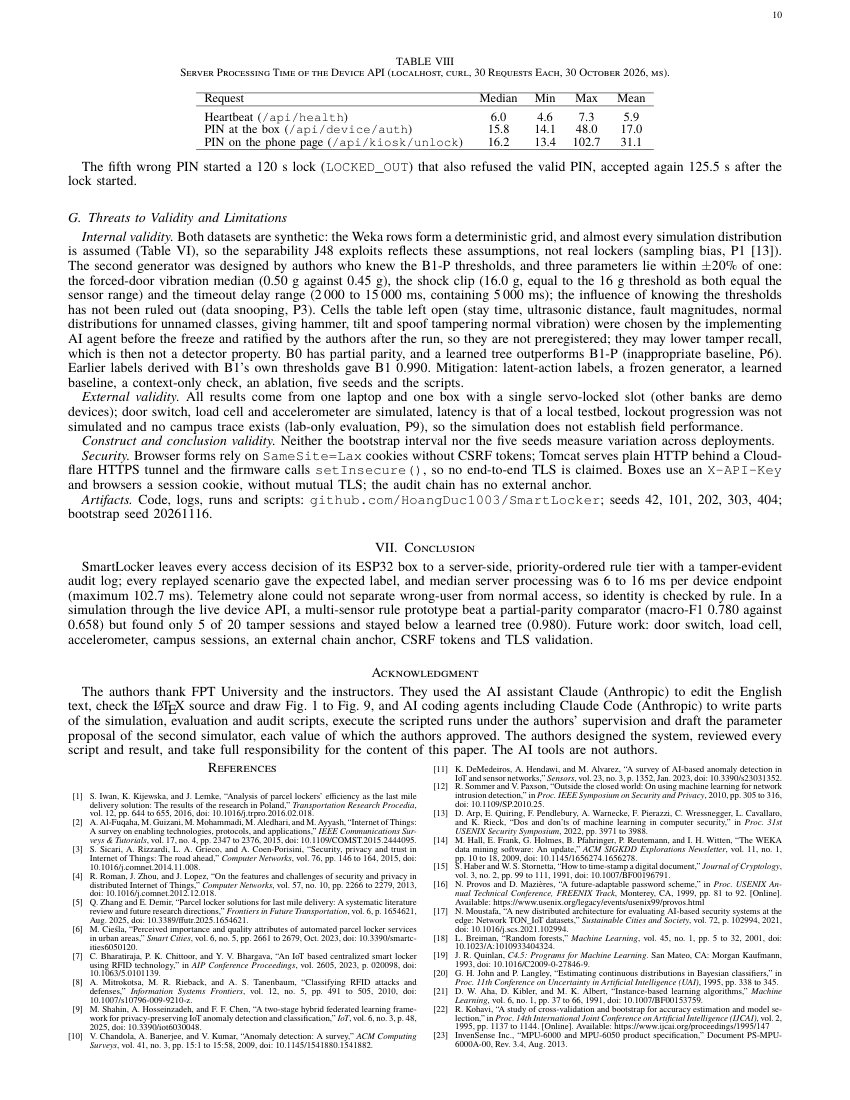 10
TABLE VIII
Server Processing Time of the Device API (localhost, curl, 30 Requests Each, 30 October 2026, ms).
Request Median Min Max Mean
Heartbeat (/api/health) 6.0 4.6 7.3 5.9
PIN at the box (/api/device/auth) 15.8 14.1 48.0 17.0
PIN on the phone page (/api/kiosk/unlock) 16.2 13.4 102.7 31.1
The fifth wrong PIN started a 120 s lock (LOCKED_OUT) that also refused the valid PIN, accepted again 125.5 s after the
lock started.
G. Threats to Validity and Limitations
Internal validity. Both datasets are synthetic: the Weka rows form a deterministic grid, and almost every simulation distribution
is assumed (Table VI), so the separability J48 exploits reflects these assumptions, not real lockers (sampling bias, P1 [13]).
The second generator was designed by authors who knew the B1-P thresholds, and three parameters lie within ±20% of one:
the forced-door vibration median (0.50 g against 0.45 g), the shock clip (16.0 g, equal to the 16 g threshold as both equal the
sensor range) and the timeout delay range (2 000 to 15 000 ms, containing 5 000 ms); the influence of knowing the thresholds
has not been ruled out (data snooping, P3). Cells the table left open (stay time, ultrasonic distance, fault magnitudes, normal
distributions for unnamed classes, giving hammer, tilt and spoof tampering normal vibration) were chosen by the implementing
AI agent before the freeze and ratified by the authors after the run, so they are not preregistered; they may lower tamper recall,
which is then not a detector property. B0 has partial parity, and a learned tree outperforms B1-P (inappropriate baseline, P6).
Earlier labels derived with B1's own thresholds gave B1 0.990. Mitigation: latent-action labels, a frozen generator, a learned
baseline, a context-only check, an ablation, five seeds and the scripts.
External validity. All results come from one laptop and one box with a single servo-locked slot (other banks are demo
devices); door switch, load cell and accelerometer are simulated, latency is that of a local testbed, lockout progression was not
simulated and no campus trace exists (lab-only evaluation, P9), so the simulation does not establish field performance.
Construct and conclusion validity. Neither the bootstrap interval nor the five seeds measure variation across deployments.
Security. Browser forms rely on SameSite=Lax cookies without CSRF tokens; Tomcat serves plain HTTP behind a Cloud-
flare HTTPS tunnel and the firmware calls setInsecure(), so no end-to-end TLS is claimed. Boxes use an X-API-Key
and browsers a session cookie, without mutual TLS; the audit chain has no external anchor.
Artifacts. Code, logs, runs and scripts: github.com/HoangDuc1003/SmartLocker; seeds 42, 101, 202, 303, 404;
bootstrap seed 20261116.
VII. Conclusion
SmartLocker leaves every access decision of its ESP32 box to a server-side, priority-ordered rule tier with a tamper-evident
audit log; every replayed scenario gave the expected label, and median server processing was 6 to 16 ms per device endpoint
(maximum 102.7 ms). Telemetry alone could not separate wrong-user from normal access, so identity is checked by rule. In a
simulation through the live device API, a multi-sensor rule prototype beat a partial-parity comparator (macro-F1 0.780 against
0.658) but found only 5 of 20 tamper sessions and stayed below a learned tree (0.980). Future work: door switch, load cell,
accelerometer, campus sessions, an external chain anchor, CSRF tokens and TLS validation.
Acknowledgment
The authors thank FPT University and the instructors. They used the AI assistant Claude (Anthropic) to edit the English
text, check the LaTeX source and draw Fig. 1 to Fig. 9, and AI coding agents including Claude Code (Anthropic) to write parts
of the simulation, evaluation and audit scripts, execute the scripted runs under the authors' supervision and draft the parameter
proposal of the second simulator, each value of which the authors approved. The authors designed the system, reviewed every
script and result, and take full responsibility for the content of this paper. The AI tools are not authors.
References
[1] S. Iwan, K. Kijewska, and J. Lemke, "Analysis of parcel lockers' efficiency as the last mile
delivery solution: The results of the research in Poland," Transportation Research Procedia,
vol. 12, pp. 644 to 655, 2016, doi: 10.1016/j.trpro.2016.02.018.
[2] A. Al-Fuqaha, M. Guizani, M. Mohammadi, M. Aledhari, and M. Ayyash, "Internet of Things:
A survey on enabling technologies, protocols, and applications," IEEE Communications Sur-
veys & Tutorials, vol. 17, no. 4, pp. 2347 to 2376, 2015, doi: 10.1109/COMST.2015.2444095.
[3] S. Sicari, A. Rizzardi, L. A. Grieco, and A. Coen-Porisini, "Security, privacy and trust in
Internet of Things: The road ahead," Computer Networks, vol. 76, pp. 146 to 164, 2015, doi:
10.1016/j.comnet.2014.11.008.
[4] R. Roman, J. Zhou, and J. Lopez, "On the features and challenges of security and privacy in
distributed Internet of Things," Computer Networks, vol. 57, no. 10, pp. 2266 to 2279, 2013,
doi: 10.1016/j.comnet.2012.12.018.
[5] Q. Zhang and E. Demir, "Parcel locker solutions for last mile delivery: A systematic literature
review and future research directions," Frontiers in Future Transportation, vol. 6, p. 1654621,
Aug. 2025, doi: 10.3389/ffutr.2025.1654621.
[6] M. Cieśla, "Perceived importance and quality attributes of automated parcel locker services
in urban areas," Smart Cities, vol. 6, no. 5, pp. 2661 to 2679, Oct. 2023, doi: 10.3390/smartc-
ities6050120.
[7] C. Bharatiraja, P. K. Chittoor, and Y. V. Bhargava, "An IoT based centralized smart locker
using RFID technology," in AIP Conference Proceedings, vol. 2605, 2023, p. 020098, doi:
10.1063/5.0101139.
[8] A. Mitrokotsa, M. R. Rieback, and A. S. Tanenbaum, "Classifying RFID attacks and
defenses," Information Systems Frontiers, vol. 12, no. 5, pp. 491 to 505, 2010, doi:
10.1007/s10796-009-9210-z.
[9] M. Shahin, A. Hosseinzadeh, and F. F. Chen, "A two-stage hybrid federated learning frame-
work for privacy-preserving IoT anomaly detection and classification," IoT, vol. 6, no. 3, p. 48,
2025, doi: 10.3390/iot6030048.
[10] V. Chandola, A. Banerjee, and V. Kumar, "Anomaly detection: A survey," ACM Computing
Surveys, vol. 41, no. 3, pp. 15:1 to 15:58, 2009, doi: 10.1145/1541880.1541882.
[11] K. DeMedeiros, A. Hendawi, and M. Alvarez, "A survey of AI-based anomaly detection in
IoT and sensor networks," Sensors, vol. 23, no. 3, p. 1352, Jan. 2023, doi: 10.3390/s23031352.
[12] R. Sommer and V. Paxson, "Outside the closed world: On using machine learning for network
intrusion detection," in Proc. IEEE Symposium on Security and Privacy, 2010, pp. 305 to 316,
doi: 10.1109/SP.2010.25.
[13] D. Arp, E. Quiring, F. Pendlebury, A. Warnecke, F. Pierazzi, C. Wressnegger, L. Cavallaro,
and K. Rieck, "Dos and don'ts of machine learning in computer security," in Proc. 31st
USENIX Security Symposium, 2022, pp. 3971 to 3988.
[14] M. Hall, E. Frank, G. Holmes, B. Pfahringer, P. Reutemann, and I. H. Witten, "The WEKA
data mining software: An update," ACM SIGKDD Explorations Newsletter, vol. 11, no. 1,
pp. 10 to 18, 2009, doi: 10.1145/1656274.1656278.
[15] S. Haber and W. S. Stornetta, "How to time-stamp a digital document," Journal of Cryptology,
vol. 3, no. 2, pp. 99 to 111, 1991, doi: 10.1007/BF00196791.
[16] N. Provos and D. Mazières, "A future-adaptable password scheme," in Proc. USENIX An-
nual Technical Conference, FREENIX Track, Monterey, CA, 1999, pp. 81 to 92. [Online].
Available: https://www.usenix.org/legacy/events/usenix99/provos.html
[17] N. Moustafa, "A new distributed architecture for evaluating AI-based security systems at the
edge: Network TON_IoT datasets," Sustainable Cities and Society, vol. 72, p. 102994, 2021,
doi: 10.1016/j.scs.2021.102994.
[18] L. Breiman, "Random forests," Machine Learning, vol. 45, no. 1, pp. 5 to 32, 2001, doi:
10.1023/A:1010933404324.
[19] J. R. Quinlan, C4.5: Programs for Machine Learning. San Mateo, CA: Morgan Kaufmann,
1993, doi: 10.1016/C2009-0-27846-9.
[20] G. H. John and P. Langley, "Estimating continuous distributions in Bayesian classifiers," in
Proc. 11th Conference on Uncertainty in Artificial Intelligence (UAI), 1995, pp. 338 to 345.
[21] D. W. Aha, D. Kibler, and M. K. Albert, "Instance-based learning algorithms," Machine
Learning, vol. 6, no. 1, pp. 37 to 66, 1991, doi: 10.1007/BF00153759.
[22] R. Kohavi, "A study of cross-validation and bootstrap for accuracy estimation and model se-
lection," in Proc. 14th International Joint Conference on Artificial Intelligence (IJCAI), vol. 2,
1995, pp. 1137 to 1144. [Online]. Available: https://www.ijcai.org/proceedings/1995/147
[23] InvenSense Inc., "MPU-6000 and MPU-6050 product specification," Document PS-MPU-
6000A-00, Rev. 3.4, Aug. 2013.